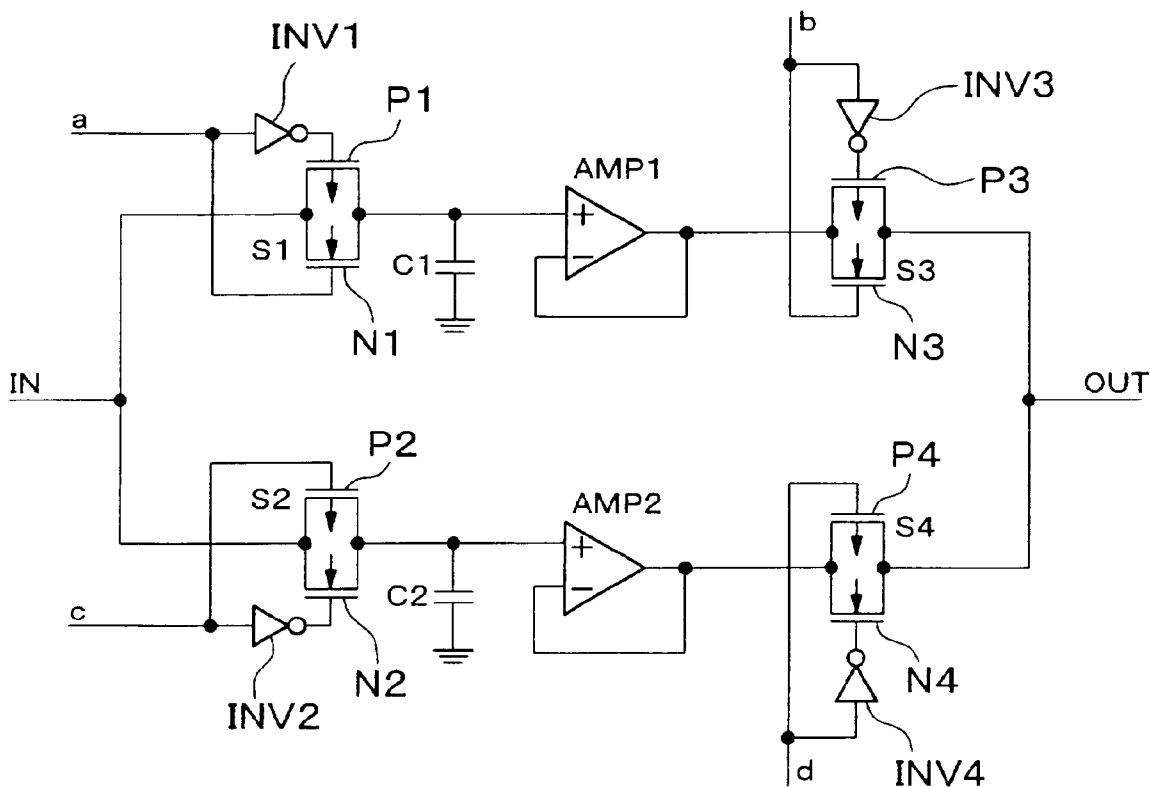 b
INV1
INV3
P1
a
AMP1
P3
+
S1
−
C1
S3
N1
N3
IN
OUT
P2
P4
S2
AMP2
S4
+
−
C2
c
N2
N4
INV2
d
INV4